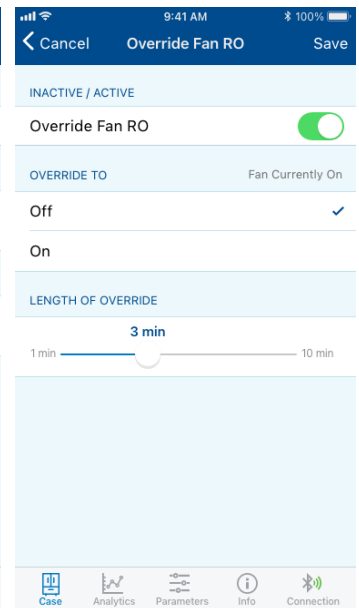 9:41 AM 100%
Cancel Override Fan RO Save
INACTIVE / ACTIVE
Override Fan RO
OVERRIDE TO Fan Currently On
Off
On
LENGTH OF OVERRIDE
3 min
1 min 10 min
Case Analytics Parameters Info Connection